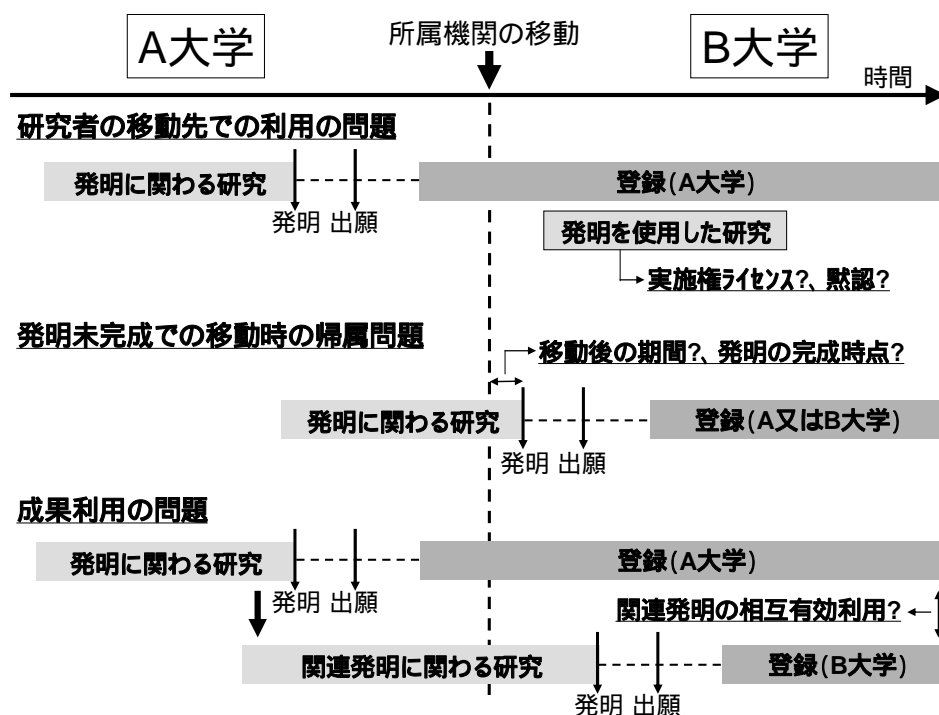 A大学
所属機関の移動
B大学
時間
研究者の移動先での利用の問題
発明に関わる研究
登録(A大学)
発明 出願
発明を使用した研究
実施権ライセンス?、黙認?
発明未完成での移動時の帰属問題
移動後の期間?、発明の完成時点?
発明に関わる研究
登録(A又はB大学)
発明 出願
成果利用の問題
発明に関わる研究
登録(A大学)
発明 出願
関連発明の相互有効利用?
関連発明に関わる研究
登録(B大学)
発明 出願